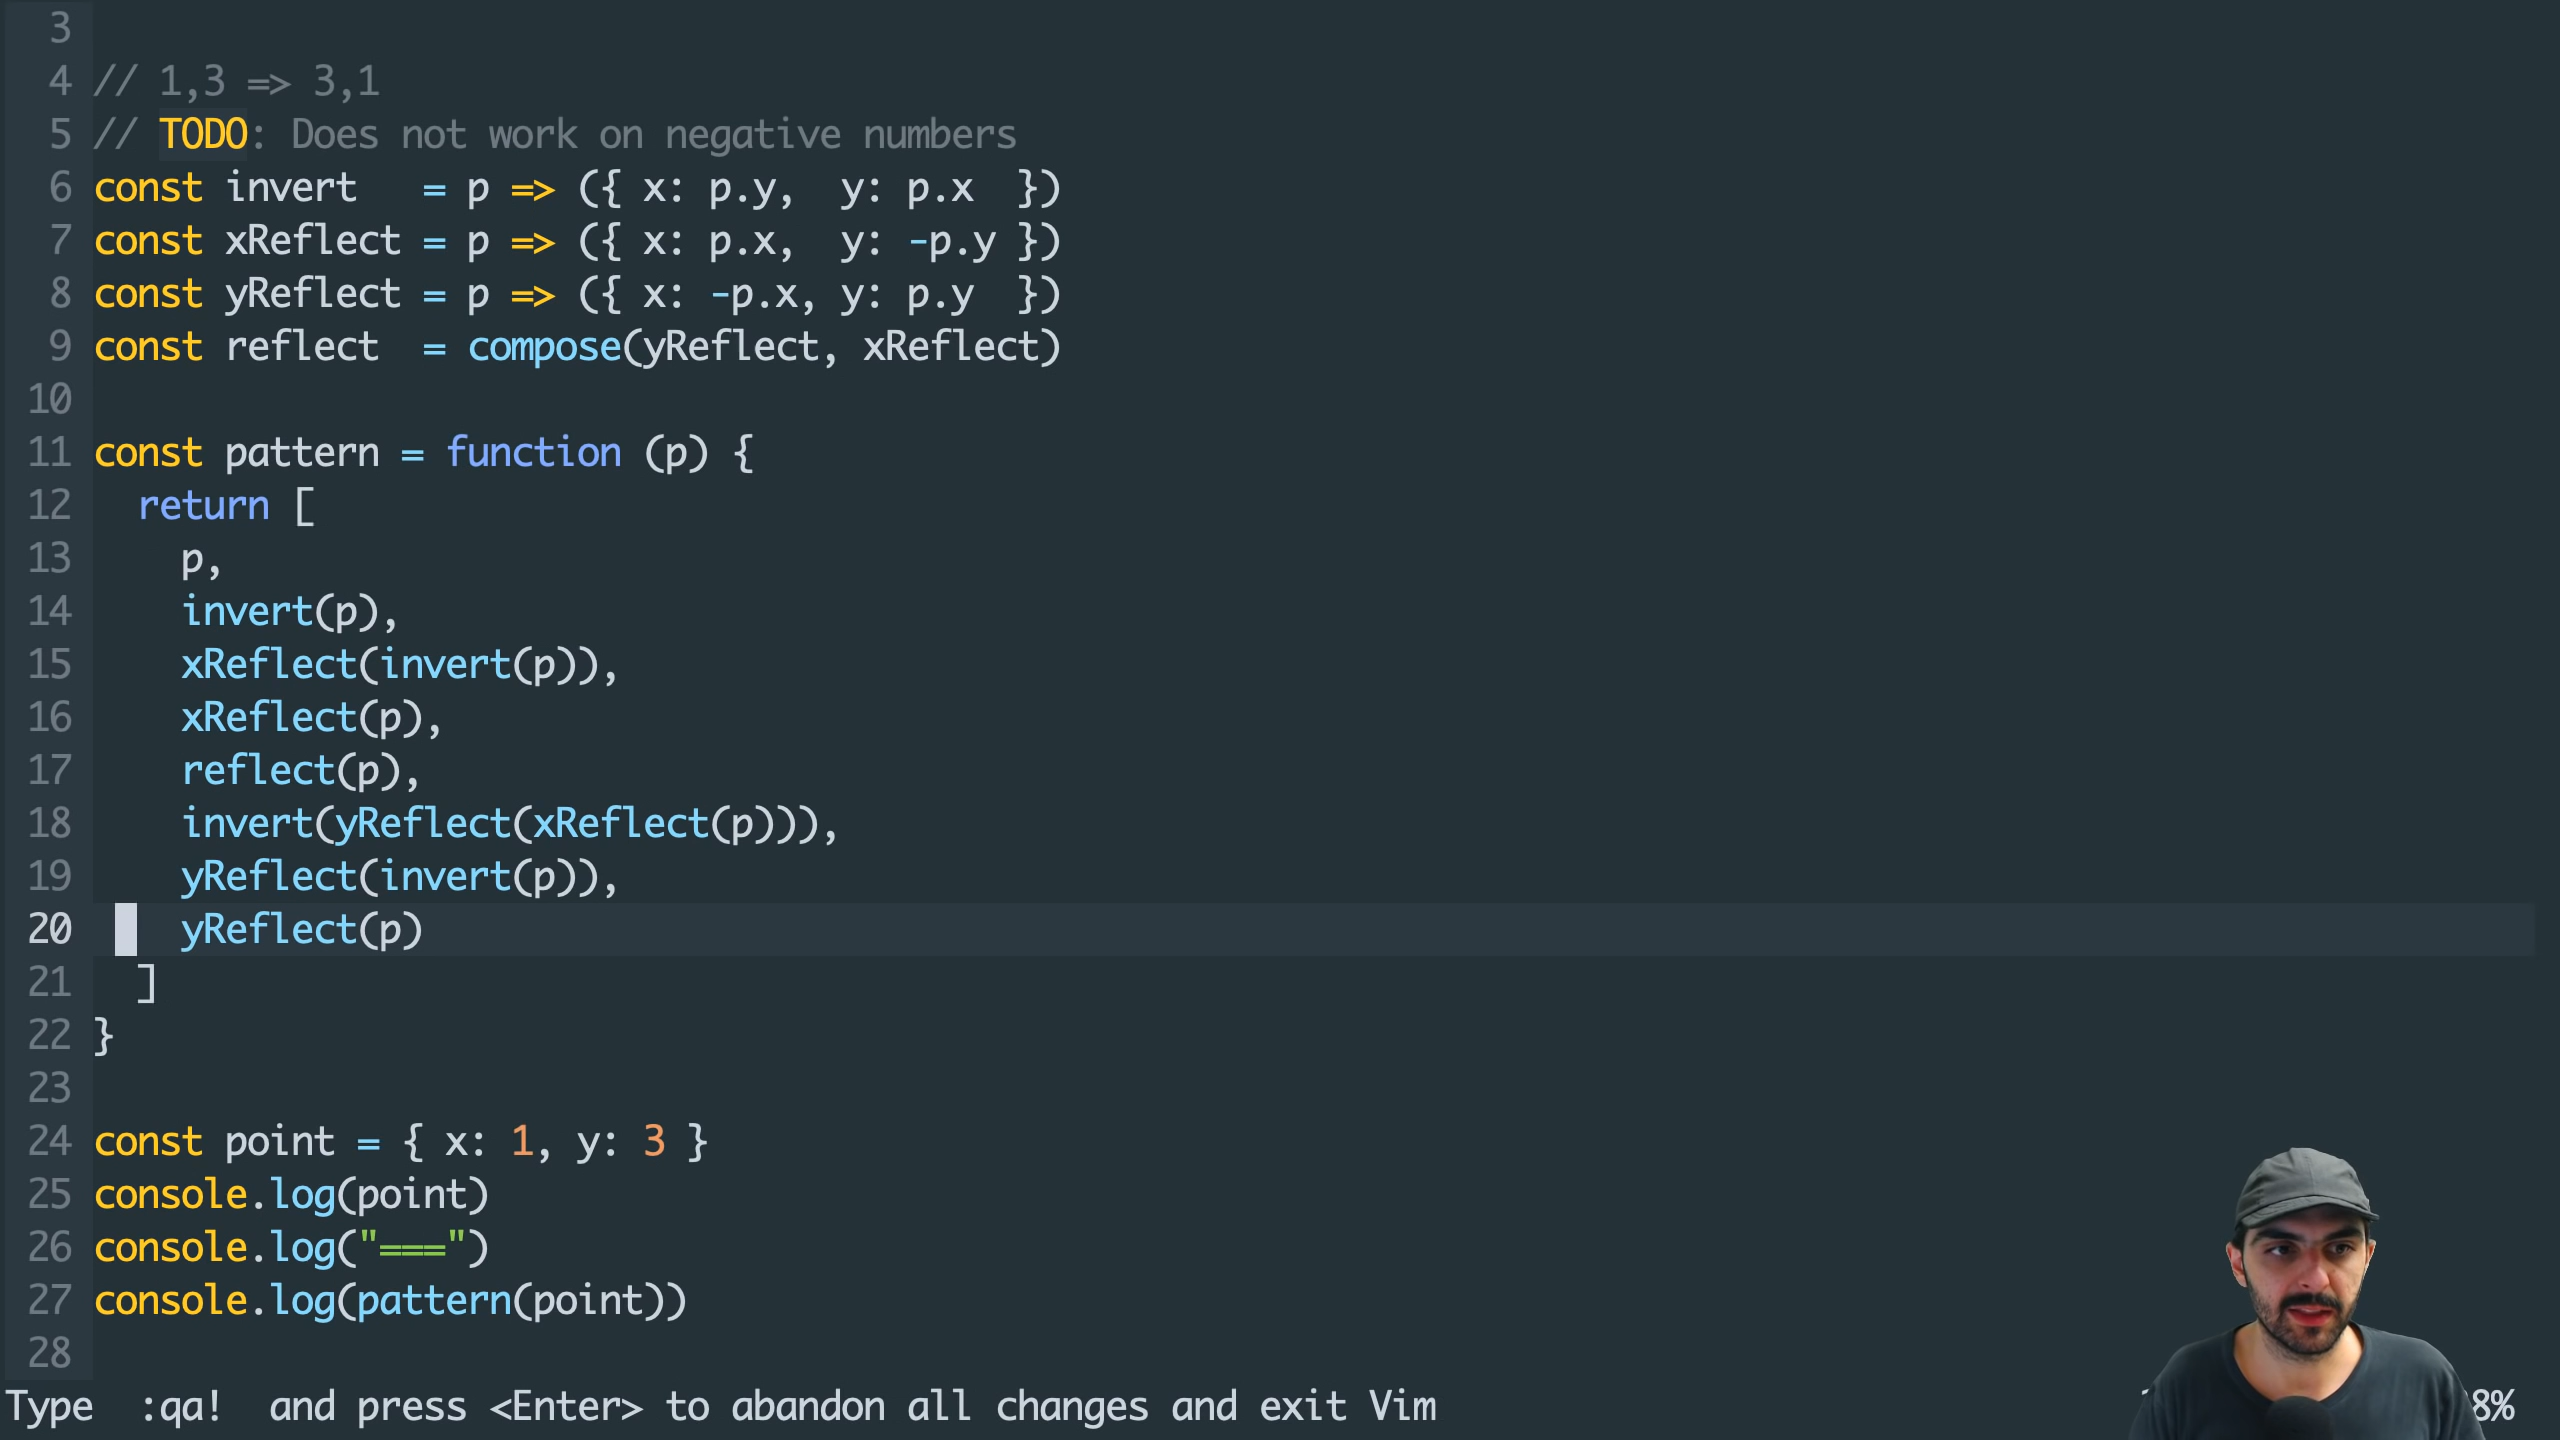 3
4 // 1,3 => 3,1
5 // TODO: Does not work on negative numbers
6 const invert   = p => ({ x: p.y,  y: p.x  })
7 const xReflect = p => ({ x: p.x,  y: -p.y })
8 const yReflect = p => ({ x: -p.x, y: p.y  })
9 const reflect  = compose(yReflect, xReflect)
10
11 const pattern = function (p) {
12   return [
13     p,
14     invert(p),
15     xReflect(invert(p)),
16     xReflect(p),
17     reflect(p),
18     invert(yReflect(xReflect(p))),
19     yReflect(invert(p)),
20     yReflect(p)
21   ]
22 }
23
24 const point = { x: 1, y: 3 }
25 console.log(point)
26 console.log("===")
27 console.log(pattern(point))
28
Type  :qa!  and press <Enter> to abandon all changes and exit Vim